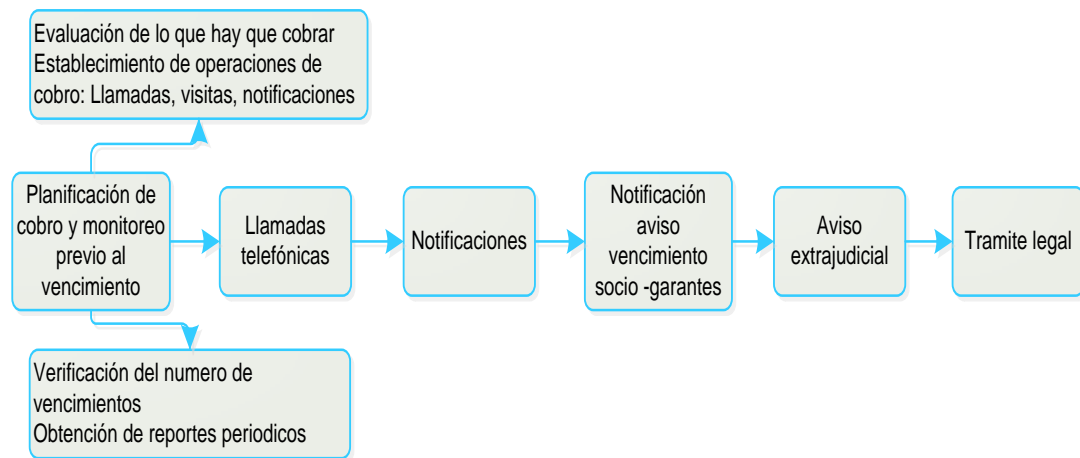 Evaluación de lo que hay que cobrar
Establecimiento de operaciones de
cobro: Llamadas, visitas, notificaciones
Planificación de
cobro y monitoreo
previo al
vencimiento
Llamadas
telefónicas
Notificaciones
Notificación
aviso
vencimiento
socio -garantes
Aviso
extrajudicial
Tramite legal
Verificación del numero de
vencimientos
Obtención de reportes periodicos